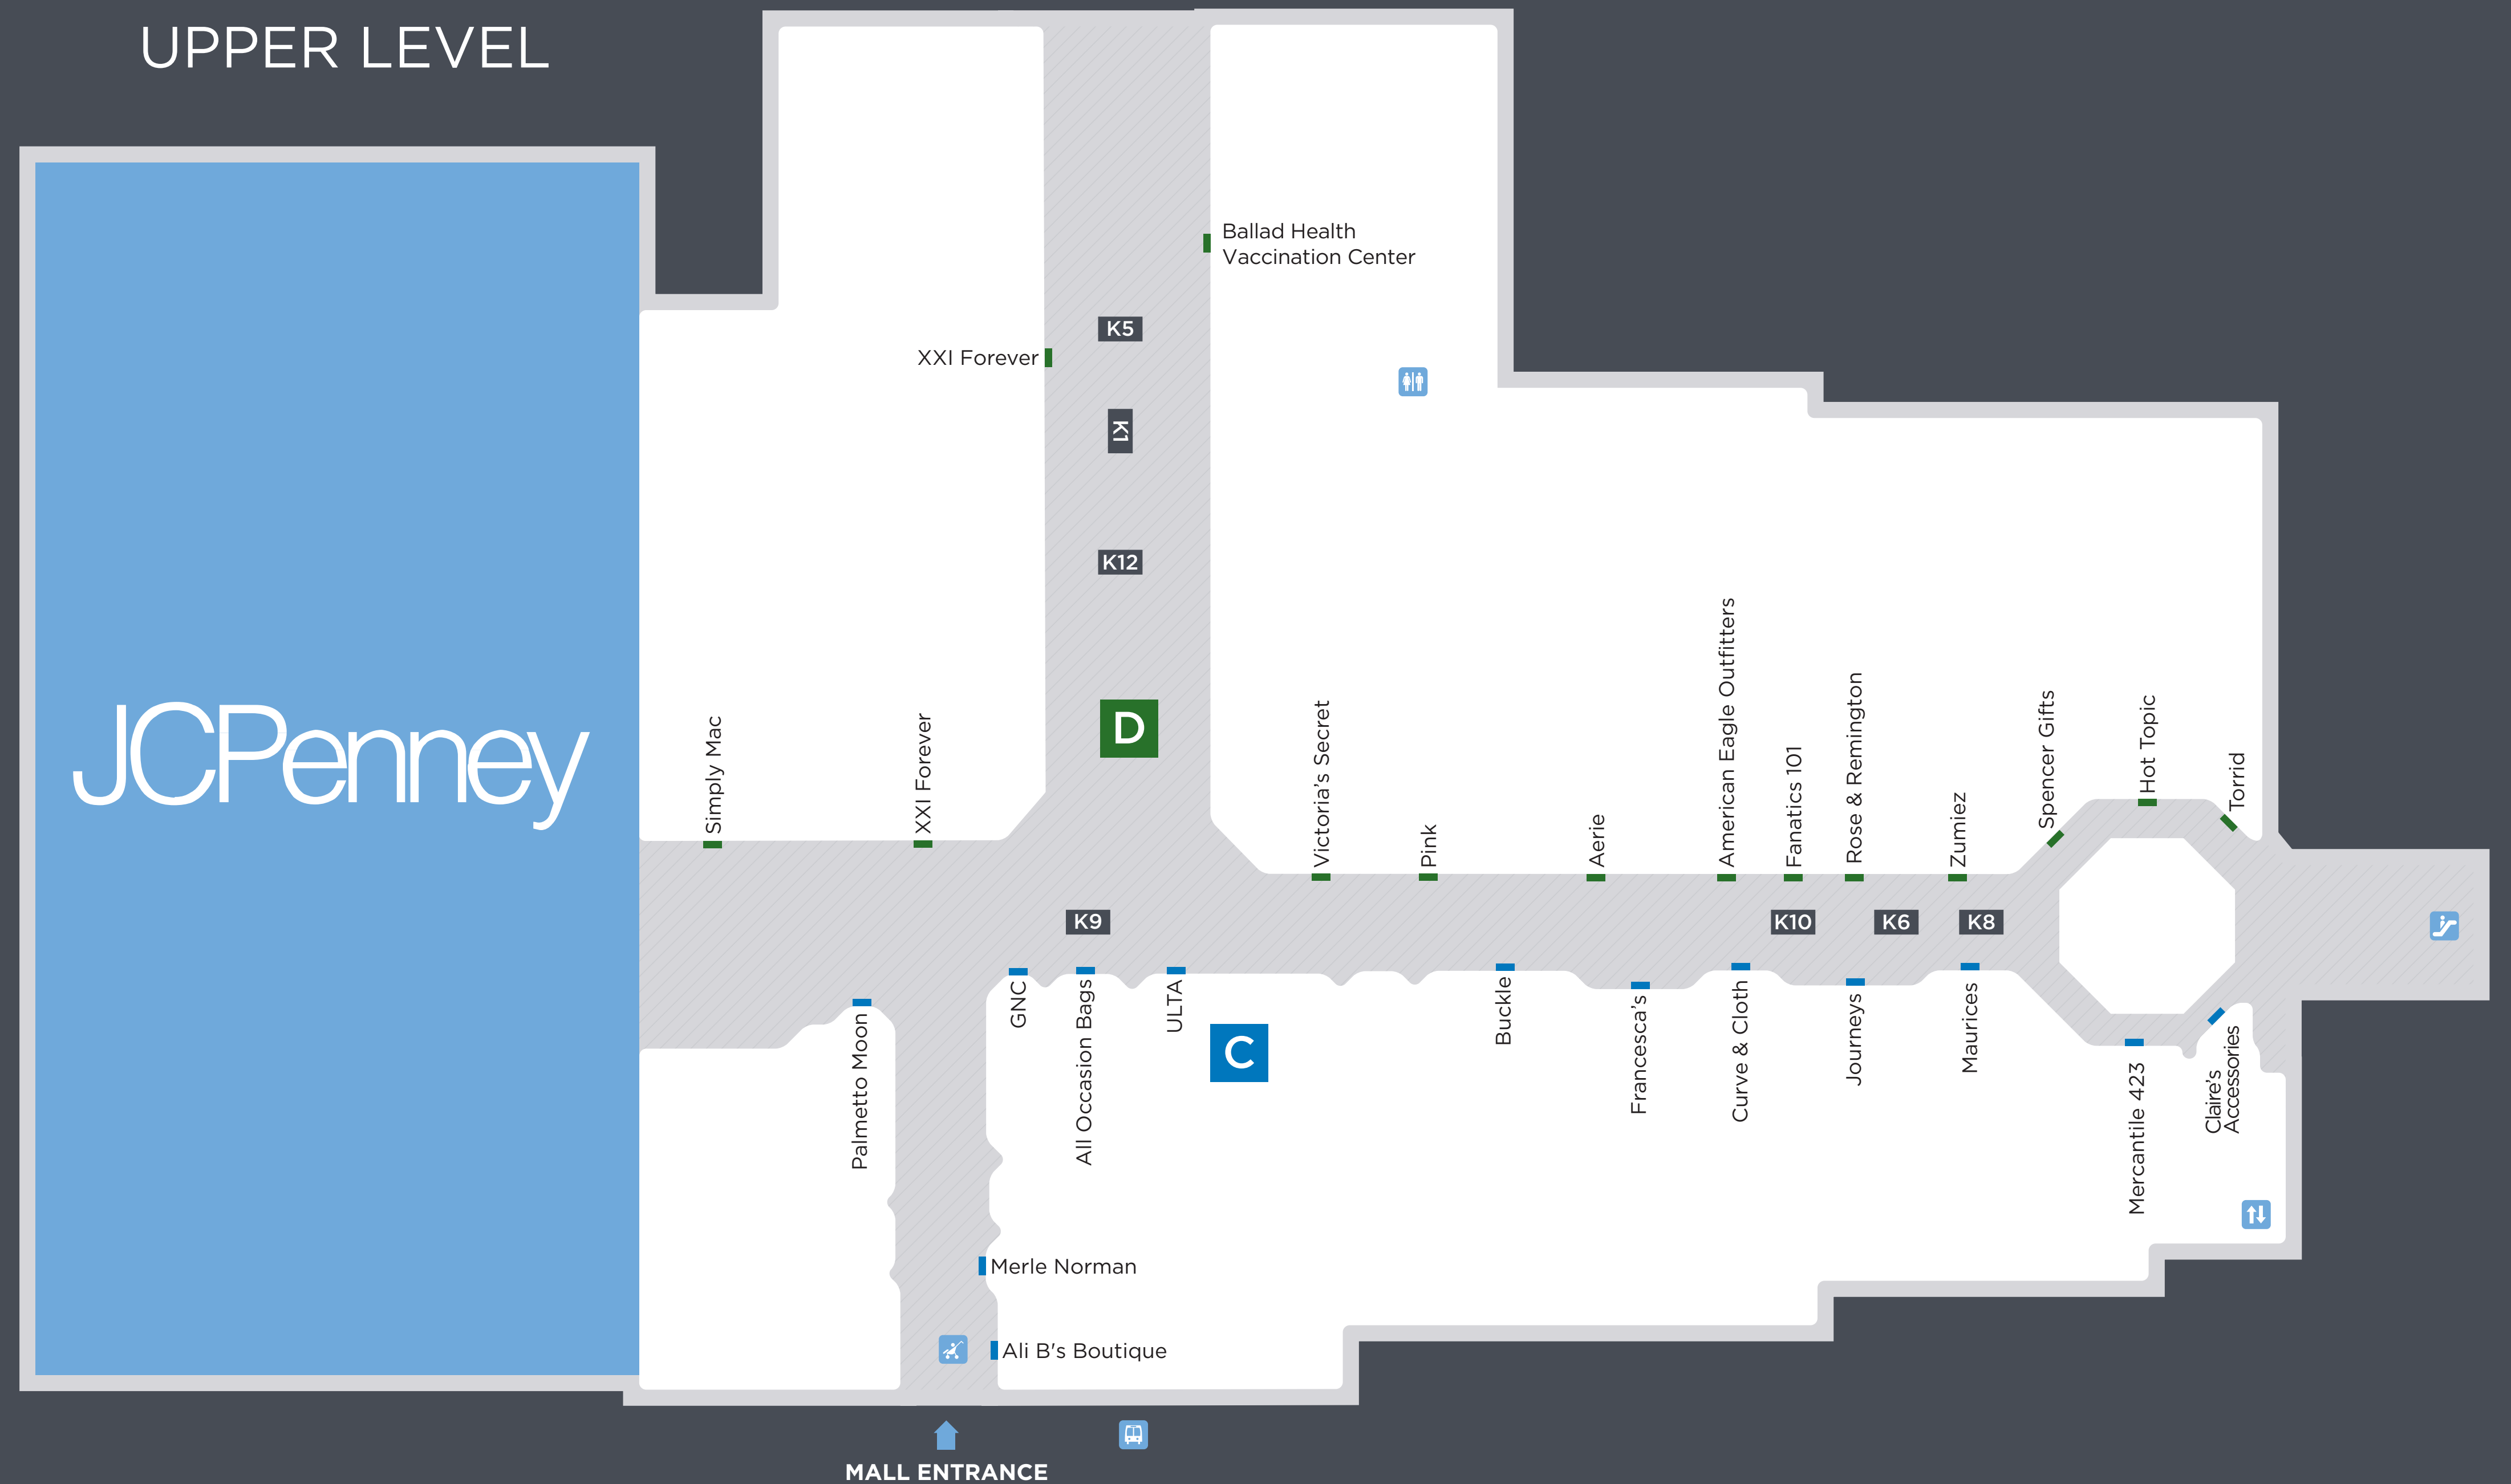 UPPER LEVEL
Ballad Health
Vaccination Center
K5
XXI Forever
K1
K12
D
JCPenney
Simply Mac
XXI Forever
Victoria's Secret
Pink
Aerie
American Eagle Outfitters
Fanatics 101
Rose & Remington
Zumiez
Spencer Gifts
Hot Topic
Torrid
K9
K10
K6
K8
Palmetto Moon
GNC
All Occasion Bags
ULTA
C
Buckle
Francesca's
Curve & Cloth
Journeys
Maurices
Mercantile 423
Claire's
Accessories
Merle Norman
Ali B's Boutique
MALL ENTRANCE